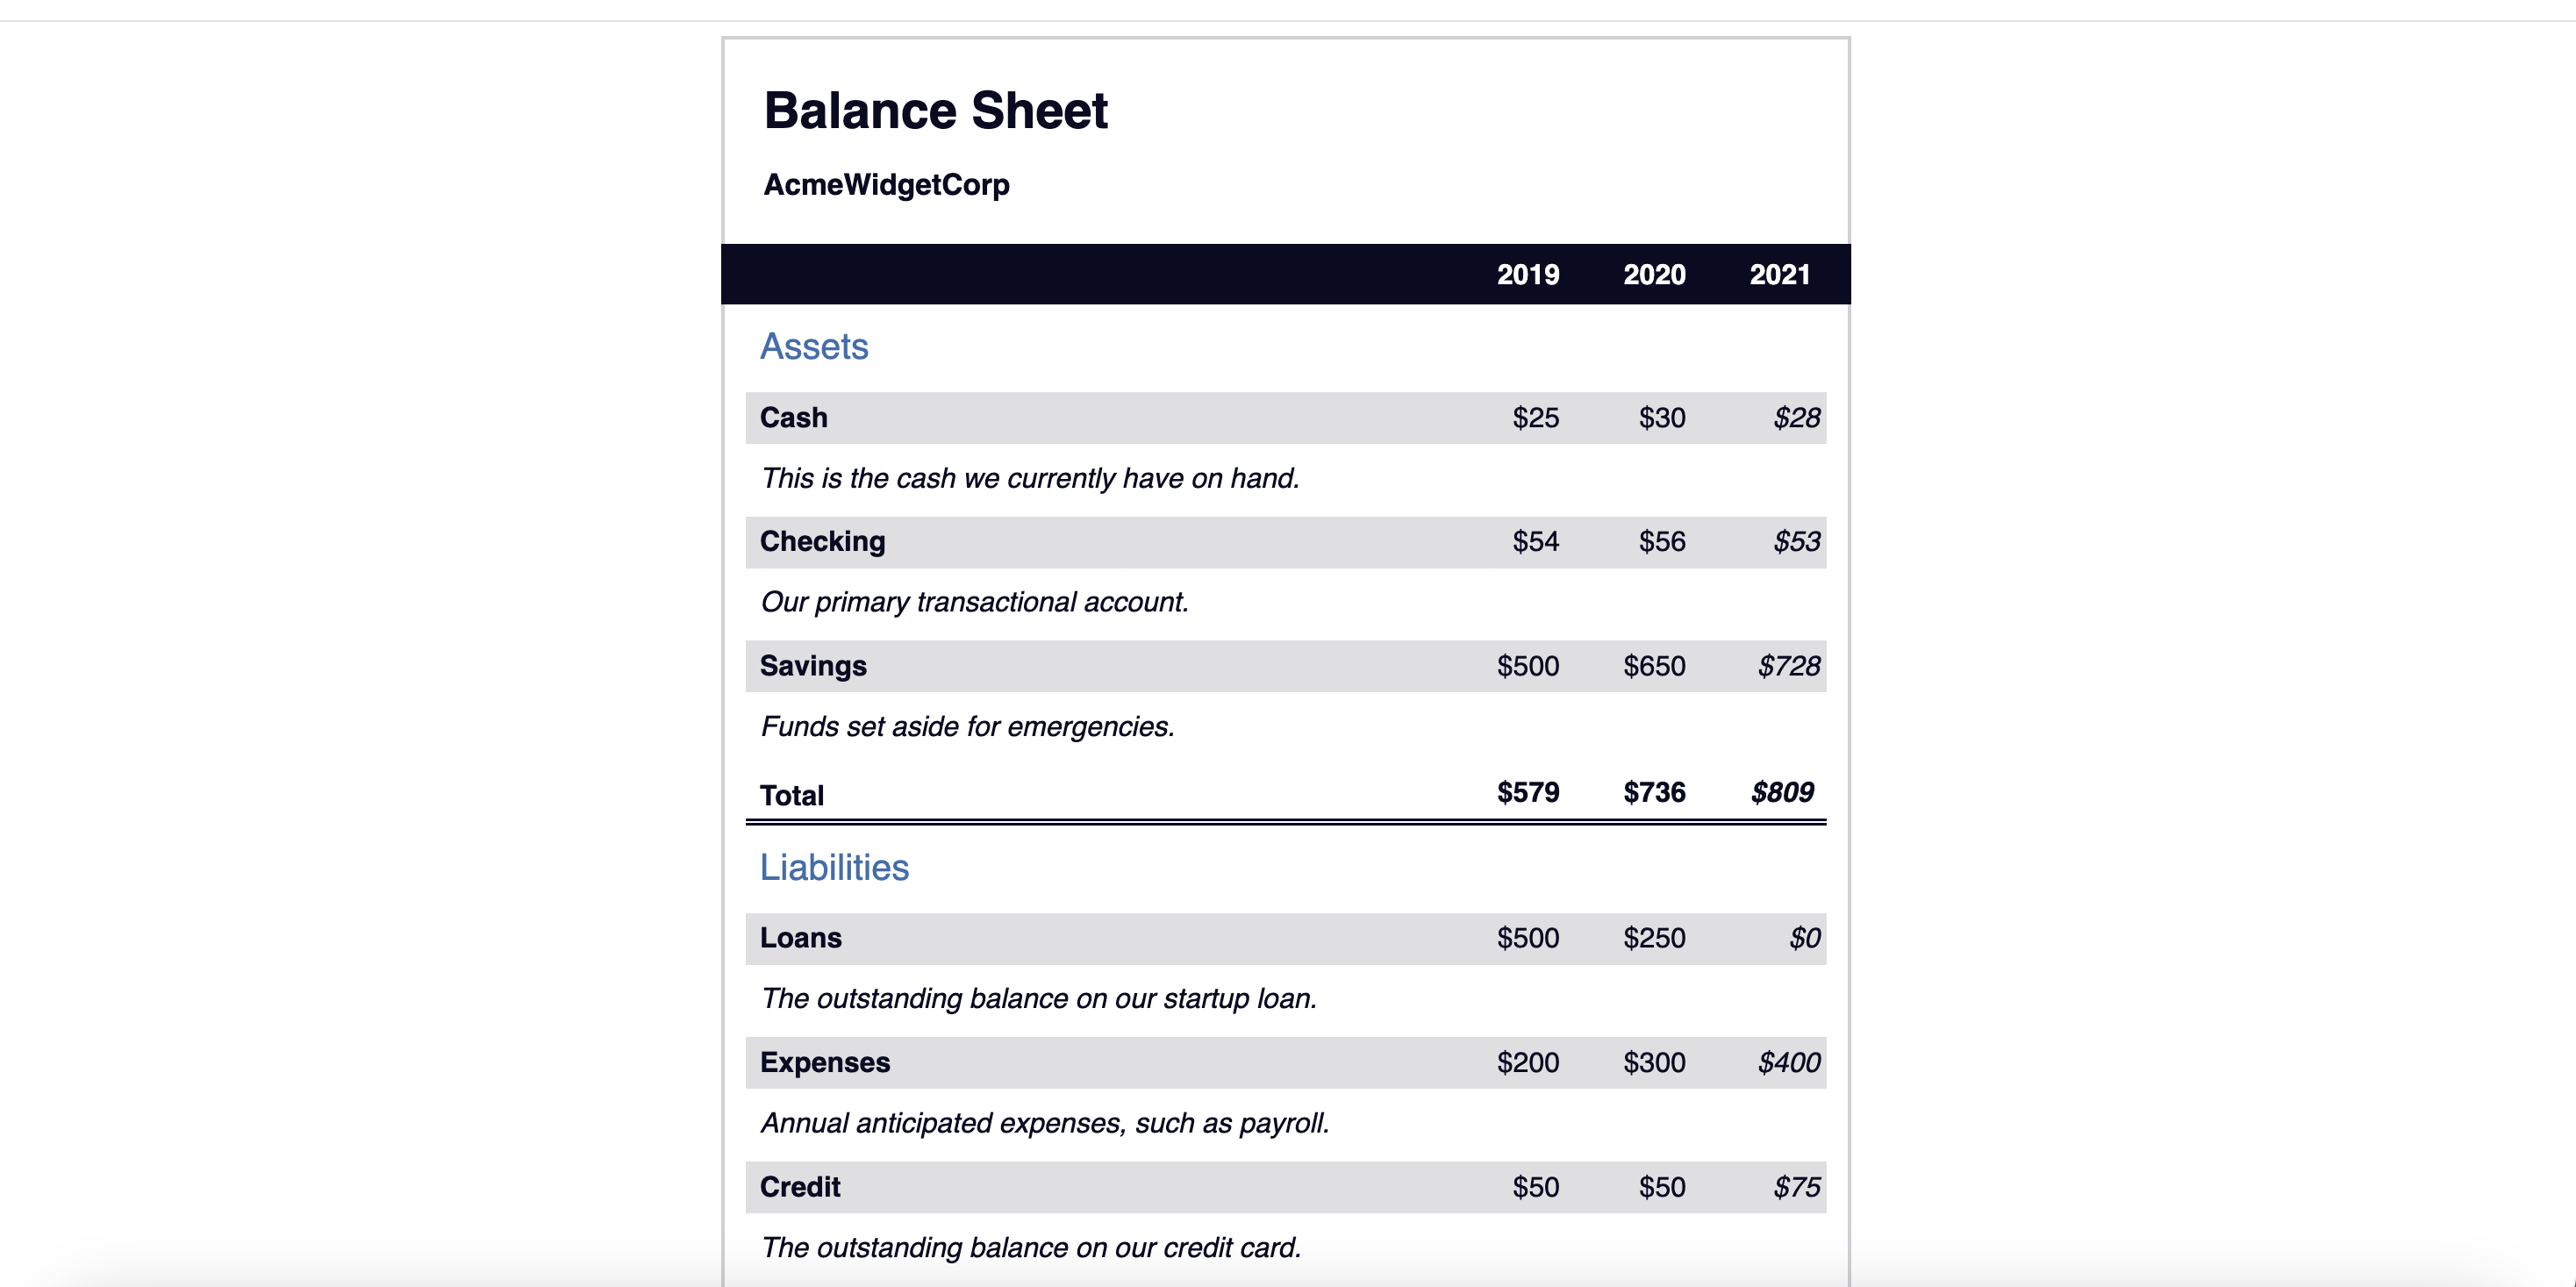 Balance Sheet
AcmeWidgetCorp
2019 2020 2021
Assets
Cash $25 $30 $28
This is the cash we currently have on hand.
Checking $54 $56 $53
Our primary transactional account.
Savings $500 $650 $728
Funds set aside for emergencies.
Total $579 $736 $809
Liabilities
Loans $500 $250 $0
The outstanding balance on our startup loan.
Expenses $200 $300 $400
Annual anticipated expenses, such as payroll.
Credit $50 $50 $75
The outstanding balance on our credit card.